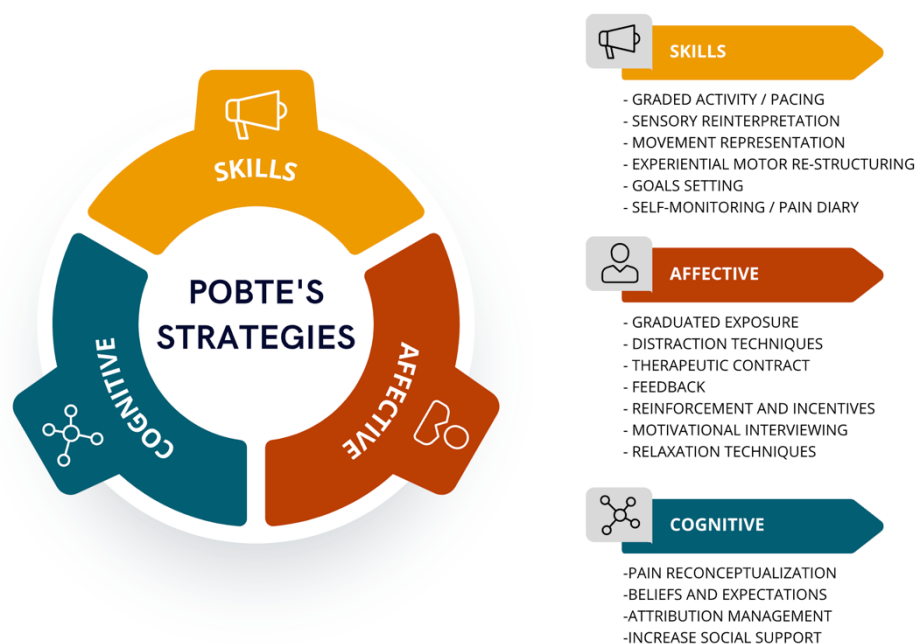 SKILLS
POBTE'S
STRATEGIES
COGNITIVE
AFFECTIVE
SKILLS
- GRADED ACTIVITY / PACING
- SENSORY REINTERPRETATION
- MOVEMENT REPRESENTATION
- EXPERIENTIAL MOTOR RE-STRUCTURING
- GOALS SETTING
- SELF-MONITORING / PAIN DIARY
AFFECTIVE
- GRADUATED EXPOSURE
- DISTRACTION TECHNIQUES
- THERAPEUTIC CONTRACT
- FEEDBACK
- REINFORCEMENT AND INCENTIVES
- MOTIVATIONAL INTERVIEWING
- RELAXATION TECHNIQUES
COGNITIVE
-PAIN RECONCEPTUALIZATION
-BELIEFS AND EXPECTATIONS
-ATTRIBUTION MANAGEMENT
-INCREASE SOCIAL SUPPORT